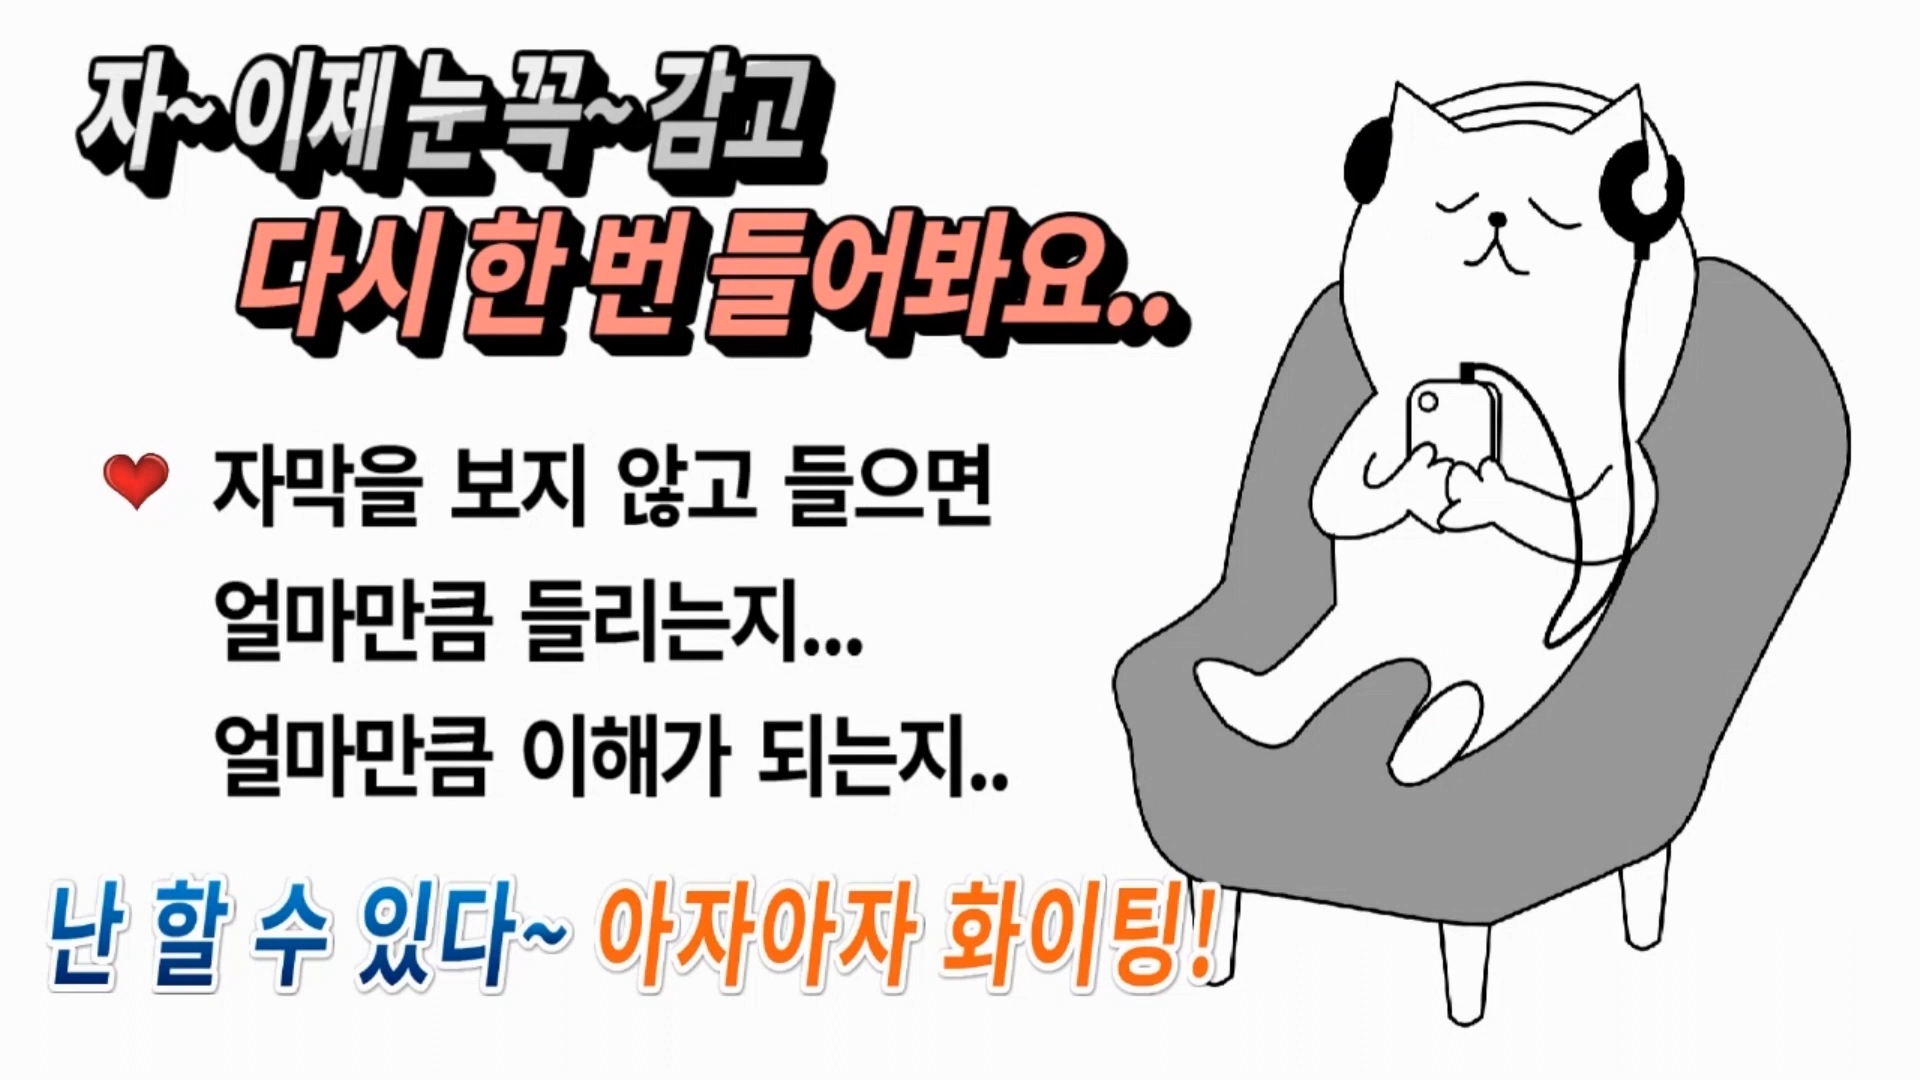 자~ 이제 눈 꼭~ 감고
다시 한 번 들어봐요..
자막을 보지 않고 들으면
얼마만큼 들리는지...
얼마만큼 이해가 되는지..
난 할 수 있다~ 아자아자 화이팅!